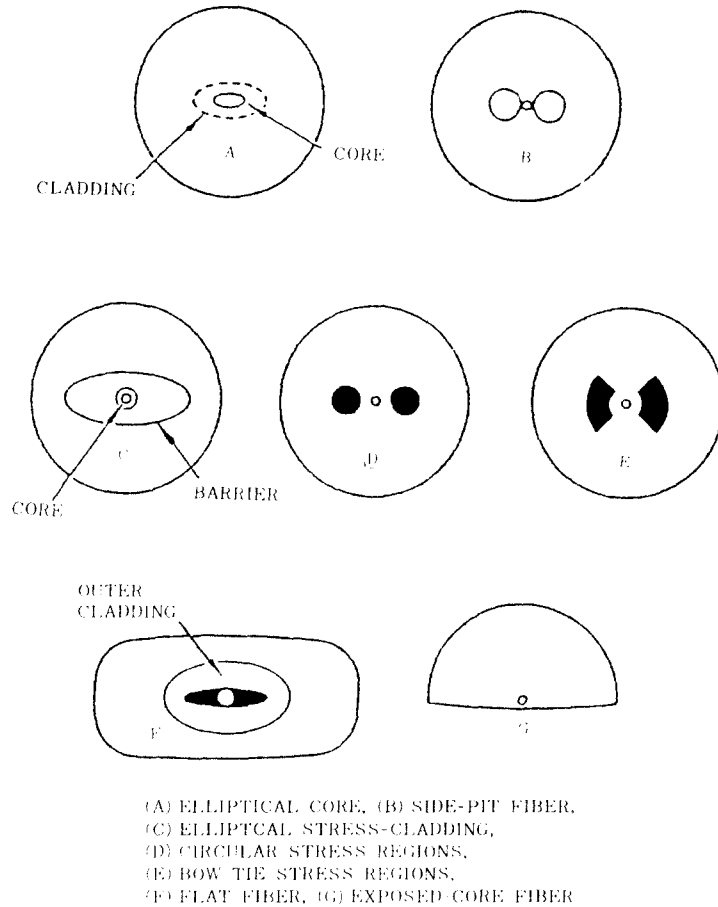 A
B
CORE
CLADDING
C
D
E
BARRIER
CORE
OUTER
CLADDING
F
G
(A) ELLIPTICAL CORE, (B) SIDE-PIT FIBER,
(C) ELLIPTCAL STRESS-CLADDING,
(D) CIRCULAR STRESS REGIONS,
(E) BOW TIE STRESS REGIONS,
(F) FLAT FIBER, (G) EXPOSED CORE FIBER